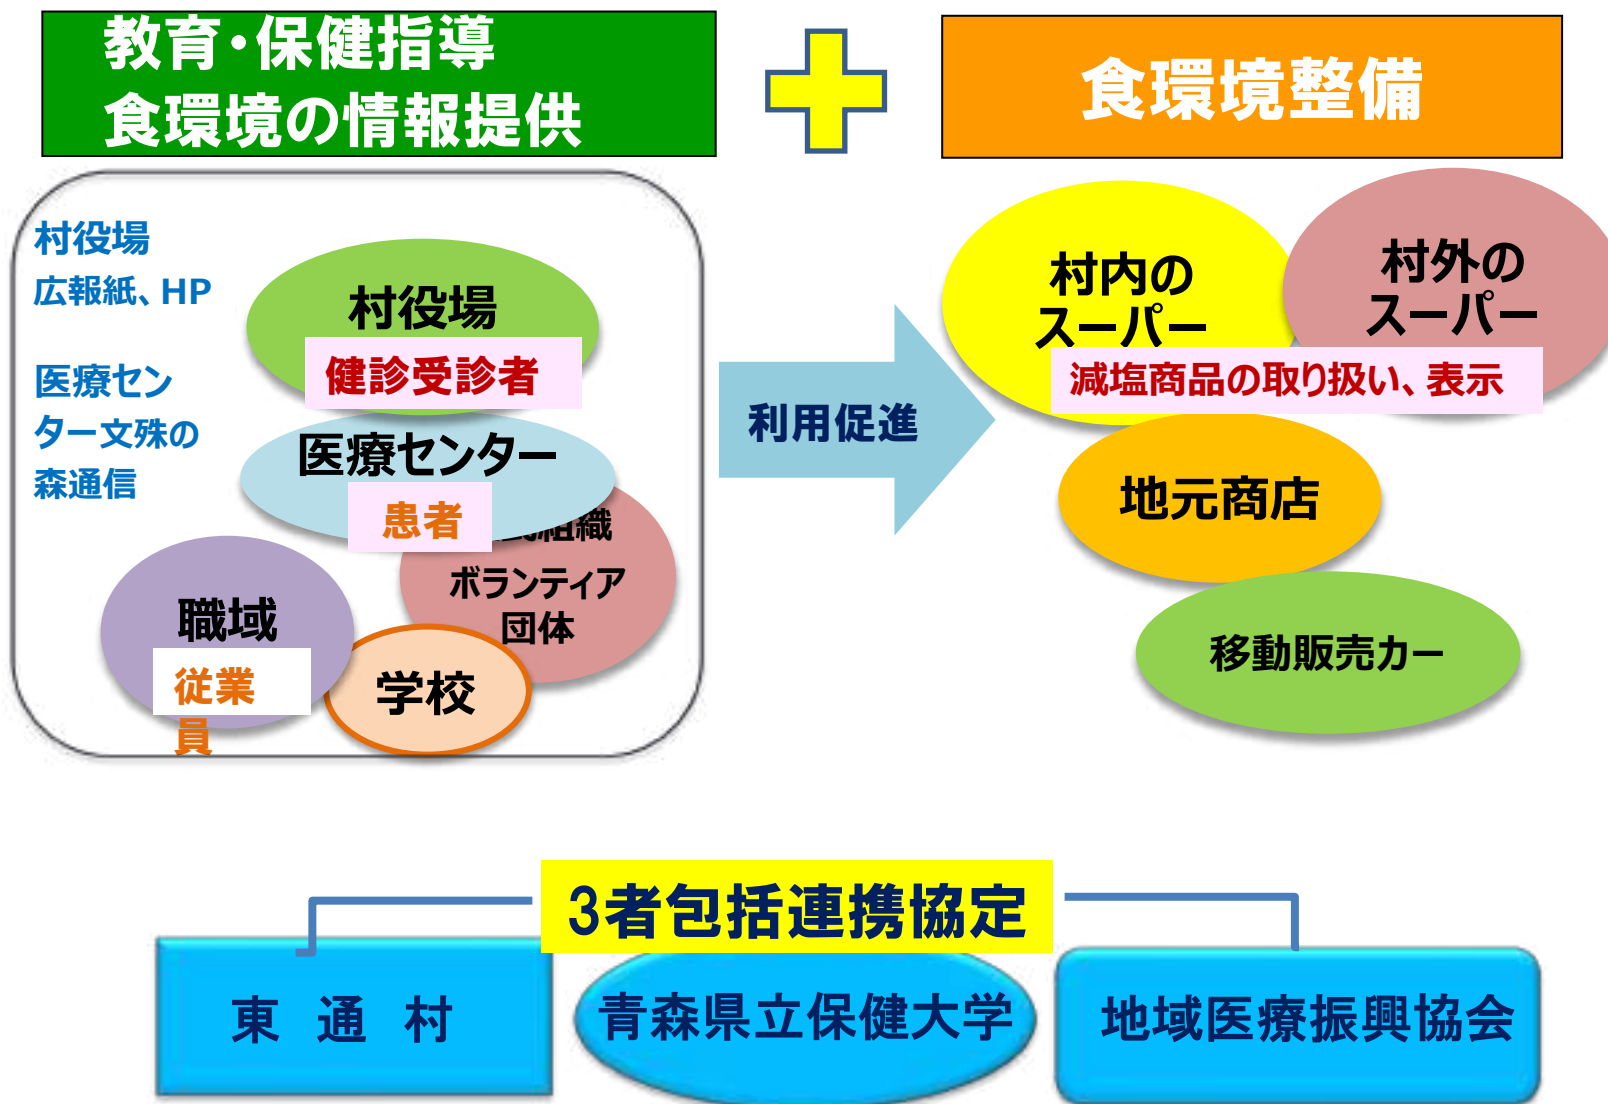 教育・保健指導
食環境の情報提供
食環境整備
村役場
広報紙、HP
医療セン
ター文殊の
森通信
村役場
健診受診者
医療センター
患者
組織
ボランティア
団体
職域
従業
員
学校
利用促進
村内の
スーパー
村外の
スーパー
減塩商品の取り扱い、表示
地元商店
移動販売カー
3者包括連携協定
東 通 村
青森県立保健大学
地域医療振興協会